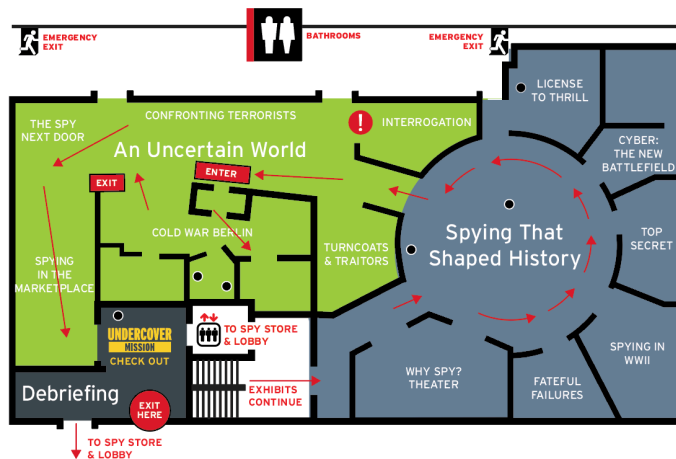 EMERGENCY
EXIT
BATHROOMS
EMERGENCY
EXIT
LICENSE
TO THRILL
THE SPY
NEXT DOOR
CONFRONTING TERRORISTS
!
INTERROGATION
An Uncertain World
CYBER:
THE NEW
BATTLEFIELD
EXIT
ENTER
COLD WAR BERLIN
TURNCOATS
& TRAITORS
Spying That
Shaped History
TOP
SECRET
SPYING
IN THE
MARKETPLACE
UNDERCOVER
MISSION
CHECK OUT
TO SPY STORE
& LOBBY
SPYING IN
WWII
WHY SPY?
THEATER
FATEFUL
FAILURES
Debriefing
EXIT
HERE
EXHIBITS
CONTINUE
TO SPY STORE
& LOBBY